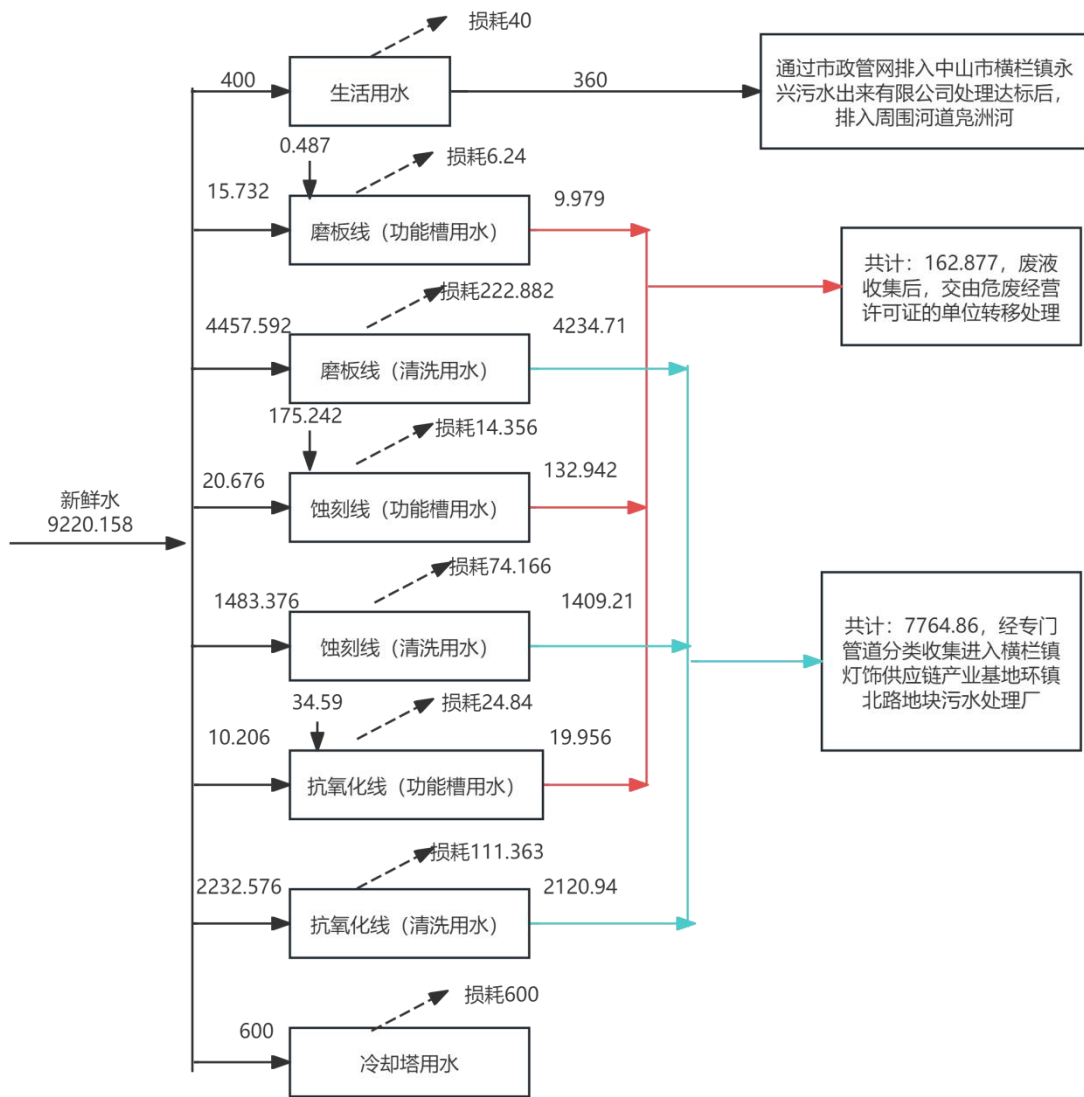 损耗40
400
生活用水
360
通过市政管网排入中山市横栏镇永
兴污水出来有限公司处理达标后，
排入周围河道凫洲河
0.487
损耗6.24
15.732
磨板线（功能槽用水）
9.979
共计：162.877，废液
收集后，交由危废经营
许可证的单位转移处理
损耗222.882
4457.592
磨板线（清洗用水）
4234.71
175.242
损耗14.356
20.676
蚀刻线（功能槽用水）
132.942
新鲜水
9220.158
损耗74.166
1483.376
蚀刻线（清洗用水）
1409.21
共计：7764.86，经专门
管道分类收集进入横栏镇
灯饰供应链产业基地环镇
北路地块污水处理厂
34.59
损耗24.84
10.206
抗氧化线（功能槽用水）
19.956
损耗111.363
2232.576
抗氧化线（清洗用水）
2120.94
损耗600
600
冷却塔用水